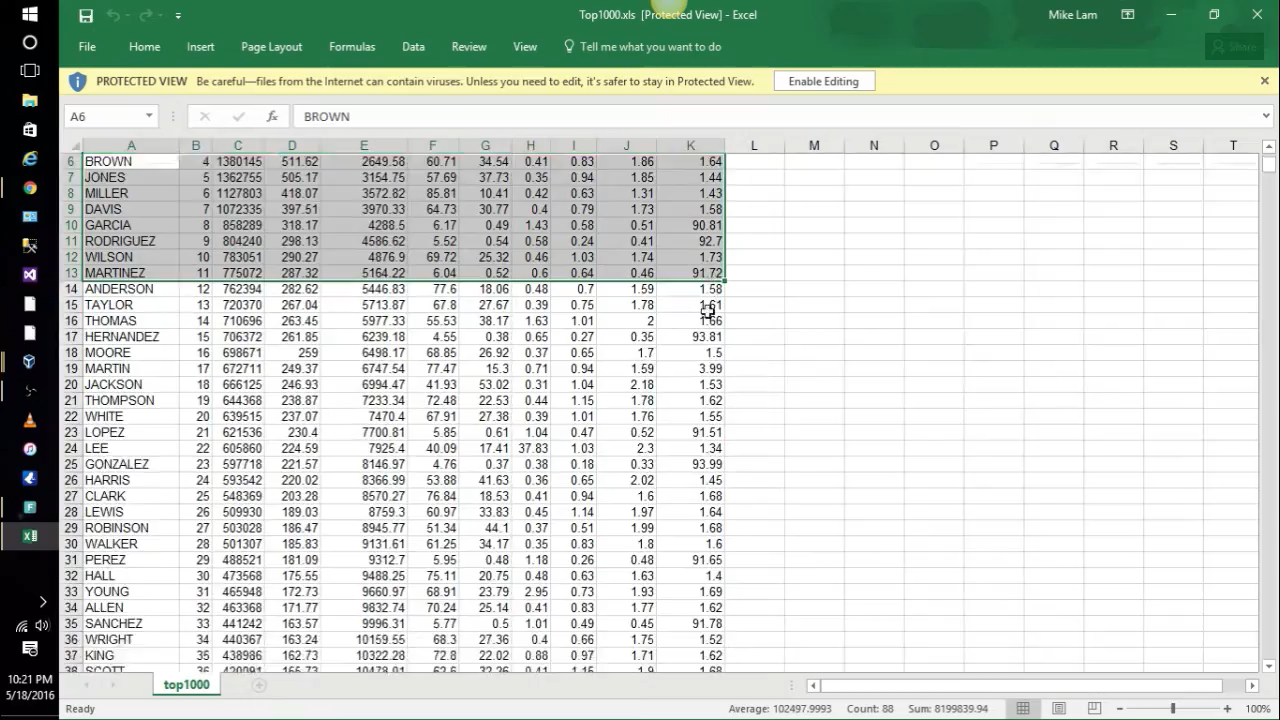 Top1000.xls [Protected View] - Excel
Mike Lam
File Home Insert Page Layout Formulas Data Review View Tell me what you want to do Share
PROTECTED VIEW Be careful—files from the Internet can contain viruses. Unless you need to edit, it's safer to stay in Protected View. Enable Editing
A6 fx BROWN
A B C D E F G H I J K L M N O P Q R S T
6 BROWN 4 1380145 511.62 2649.58 60.71 34.54 0.41 0.83 1.86 1.64
7 JONES 5 1362755 505.17 3154.75 57.69 37.73 0.35 0.94 1.85 1.44
8 MILLER 6 1127803 418.07 3572.82 85.81 10.41 0.42 0.63 1.31 1.43
9 DAVIS 7 1072335 397.51 3970.33 64.73 30.77 0.4 0.79 1.73 1.58
10 GARCIA 8 858289 318.17 4288.5 6.17 0.49 1.43 0.58 0.51 90.81
11 RODRIGUEZ 9 804240 298.13 4586.62 5.52 0.54 0.58 0.24 0.41 92.7
12 WILSON 10 783051 290.27 4876.9 69.72 25.32 0.46 1.03 1.74 1.73
13 MARTINEZ 11 775072 287.32 5164.22 6.04 0.52 0.6 0.64 0.46 91.72
14 ANDERSON 12 762394 282.62 5446.83 77.6 18.06 0.48 0.7 1.59 1.58
15 TAYLOR 13 720370 267.04 5713.87 67.8 27.67 0.39 0.75 1.78 1.61
16 THOMAS 14 710696 263.45 5977.33 55.53 38.17 1.63 1.01 2 1.66
17 HERNANDEZ 15 706372 261.85 6239.18 4.55 0.38 0.65 0.27 0.35 93.81
18 MOORE 16 698671 259 6498.17 68.85 26.92 0.37 0.65 1.7 1.5
19 MARTIN 17 672711 249.37 6747.54 77.47 15.3 0.71 0.94 1.59 3.99
20 JACKSON 18 666125 246.93 6994.47 41.93 53.02 0.31 1.04 2.18 1.53
21 THOMPSON 19 644368 238.87 7233.34 72.48 22.53 0.44 1.15 1.78 1.62
22 WHITE 20 639515 237.07 7470.4 67.91 27.38 0.39 1.01 1.76 1.55
23 LOPEZ 21 621536 230.4 7700.81 5.85 0.61 1.04 0.47 0.52 91.51
24 LEE 22 605860 224.59 7925.4 40.09 17.41 37.83 1.03 2.3 1.34
25 GONZALEZ 23 597718 221.57 8146.97 4.76 0.37 0.38 0.18 0.33 93.99
26 HARRIS 24 593542 220.02 8366.99 53.88 41.63 0.36 0.65 2.02 1.45
27 CLARK 25 548369 203.28 8570.27 76.84 18.53 0.41 0.94 1.6 1.68
28 LEWIS 26 509930 189.03 8759.3 60.97 33.83 0.45 1.14 1.97 1.64
29 ROBINSON 27 503028 186.47 8945.77 51.34 44.1 0.37 0.51 1.99 1.68
30 WALKER 28 501307 185.83 9131.61 61.25 34.17 0.35 0.83 1.8 1.6
31 PEREZ 29 488521 181.09 9312.7 5.95 0.48 1.18 0.26 0.48 91.65
32 HALL 30 473568 175.55 9488.25 75.11 20.75 0.48 0.63 1.63 1.4
33 YOUNG 31 465948 172.73 9660.97 68.91 23.79 2.95 0.73 1.93 1.69
34 ALLEN 32 463368 171.77 9832.74 70.24 25.14 0.41 0.83 1.77 1.62
35 SANCHEZ 33 441242 163.57 9996.31 5.77 0.5 1.01 0.49 0.45 91.78
36 WRIGHT 34 440367 163.24 10159.55 68.3 27.36 0.4 0.66 1.75 1.52
37 KING 35 438986 162.73 10322.28 72.8 22.02 0.88 0.97 1.71 1.62
38 SCOTT 36
top1000
Ready Average: 102497.9993 Count: 88 Sum: 8199839.94 100%
10:21 PM
5/18/2016